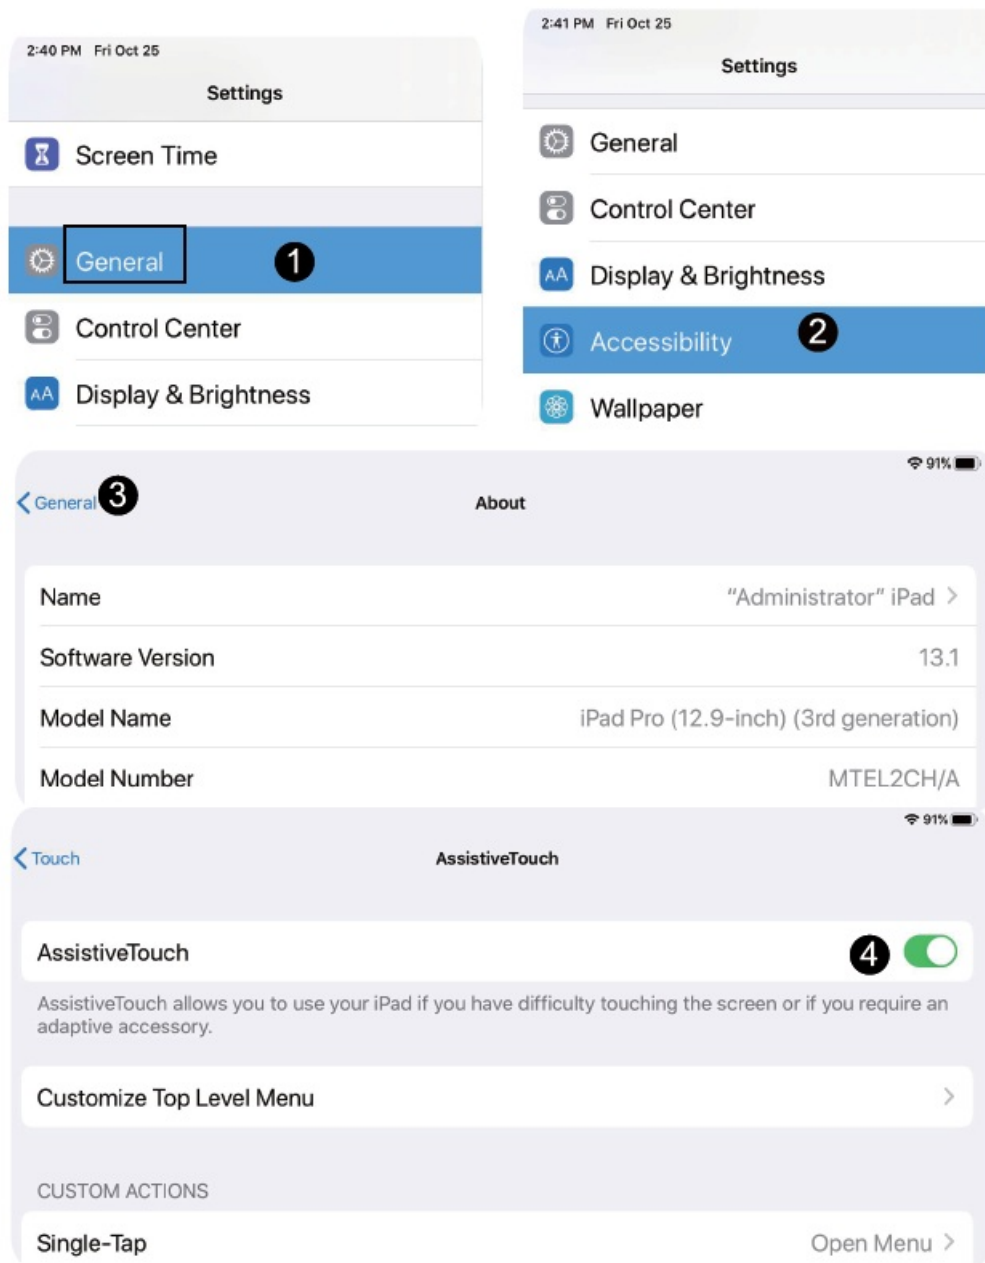 2:40 PM Fri Oct 25
Settings
Screen Time
General
1
Control Center
AA Display & Brightness
2:41 PM Fri Oct 25
Settings
General
Control Center
AA Display & Brightness
Accessibility 2
Wallpaper
91%
General 3 About
Name "Administrator" iPad
Software Version 13.1
Model Name iPad Pro (12.9-inch) (3rd generation)
Model Number MTEL2CH/A
91%
Touch AssistiveTouch
AssistiveTouch 4
AssistiveTouch allows you to use your iPad if you have difficulty touching the screen or if you require an
adaptive accessory.
Customize Top Level Menu
CUSTOM ACTIONS
Single-Tap Open Menu